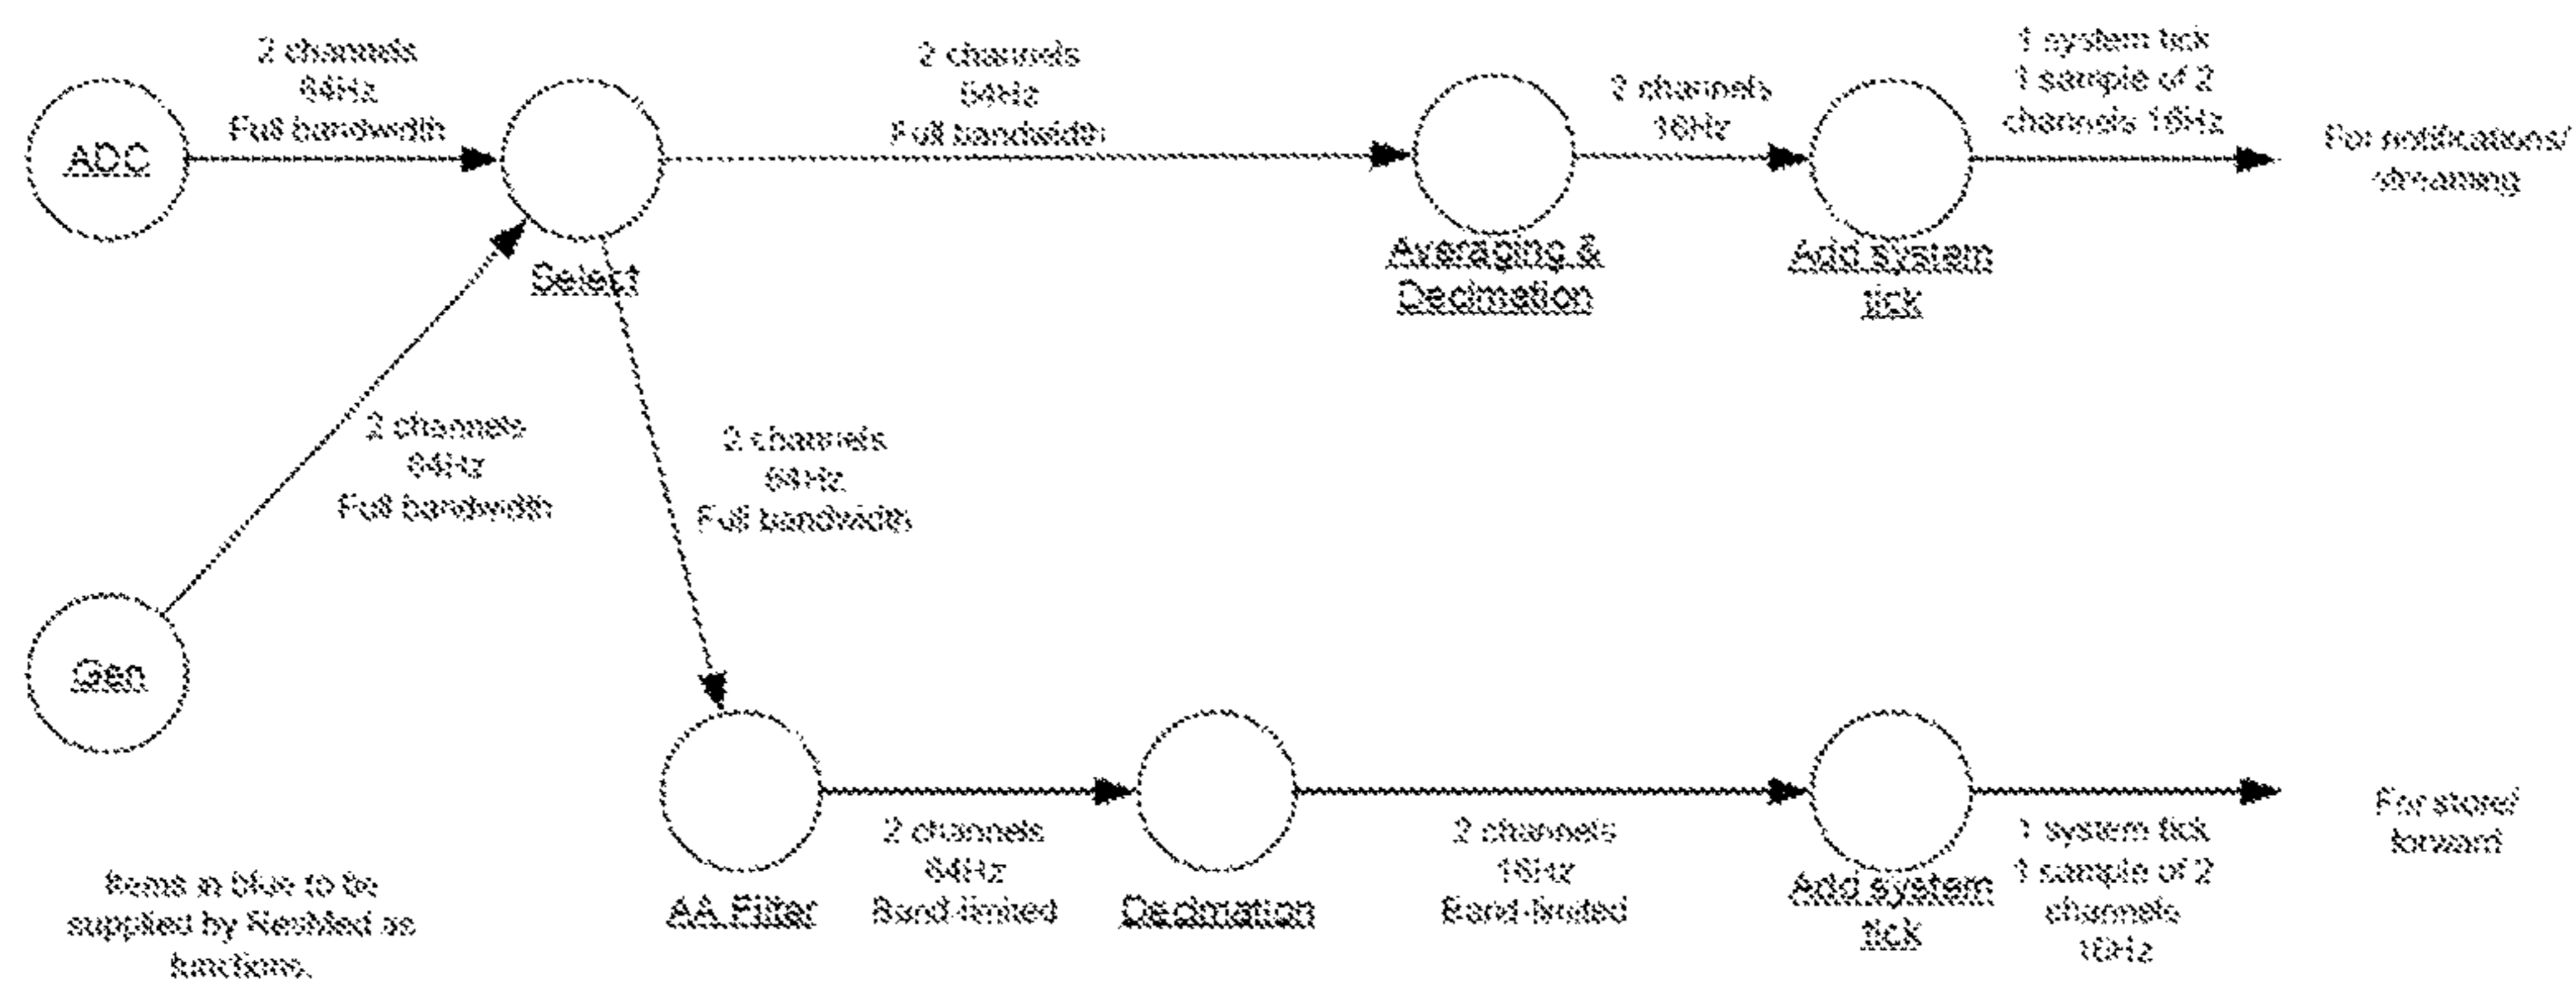 2 channels
64Hz
Full bandwidth
ADC
2 channels
64Hz
Full bandwidth
Select
2 channels
16Hz
Averaging &
Decimation
1 system tick
1 sample of 2
channels 16Hz
Add system
tick
For notifications/
streaming
2 channels
64Hz
Full bandwidth
2 channels
64Hz
Full bandwidth
Gen
AA Filter
2 channels
64Hz
Band-limited
Decimation
2 channels
16Hz
Band-limited
Add system
tick
1 system tick
1 sample of 2
channels
16Hz
For store/
forward
Items in blue to be
supplied by ResMed as
functions.